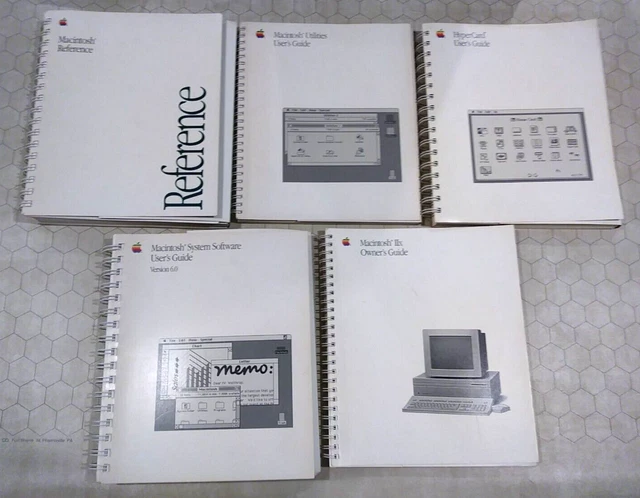 Macintosh
Reference
Reference
Macintosh Utilities
User's Guide
HyperCard
User's Guide
Macintosh System Software
User's Guide
Version 6.0
memo:
Macintosh IIx
Owner's Guide